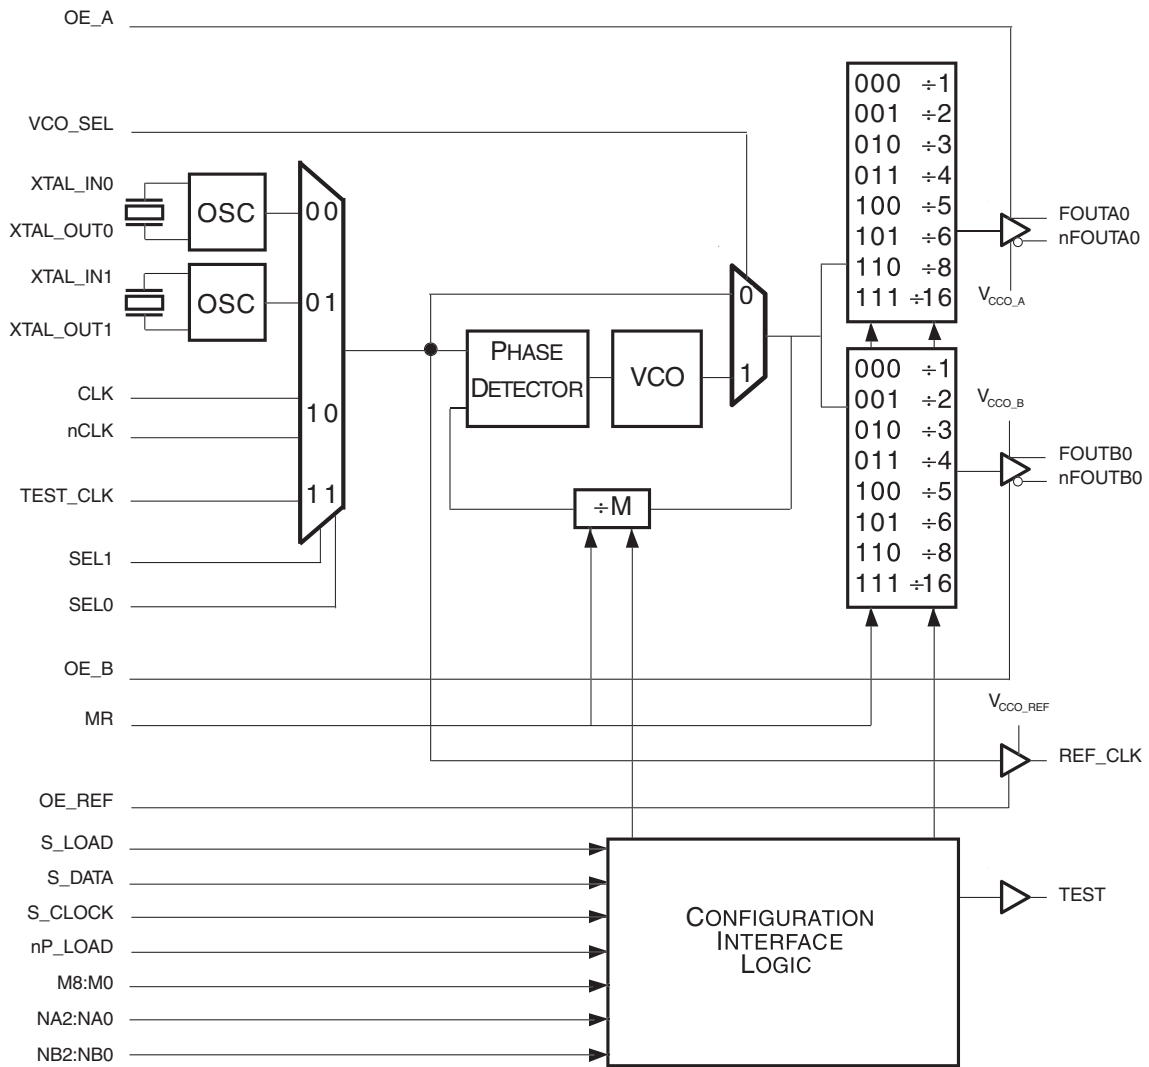 OE_A
VCO_SEL
XTAL_IN0
XTAL_OUT0
OSC
XTAL_IN1
XTAL_OUT1
OSC
CLK
nCLK
TEST_CLK
SEL1
SEL0
00
01
10
11
PHASE
DETECTOR
VCO
0
1
÷M
000 ÷1
001 ÷2
010 ÷3
011 ÷4
100 ÷5
101 ÷6
110 ÷8
111 ÷16
FOUTA0
nFOUTA0
VCCO_A
000 ÷1
001 ÷2
010 ÷3
011 ÷4
100 ÷5
101 ÷6
110 ÷8
111 ÷16
VCCO_B
FOUTB0
nFOUTB0
OE_B
MR
VCCO_REF
REF_CLK
OE_REF
S_LOAD
S_DATA
S_CLOCK
nP_LOAD
M8:M0
NA2:NA0
NB2:NB0
CONFIGURATION
INTERFACE
LOGIC
TEST